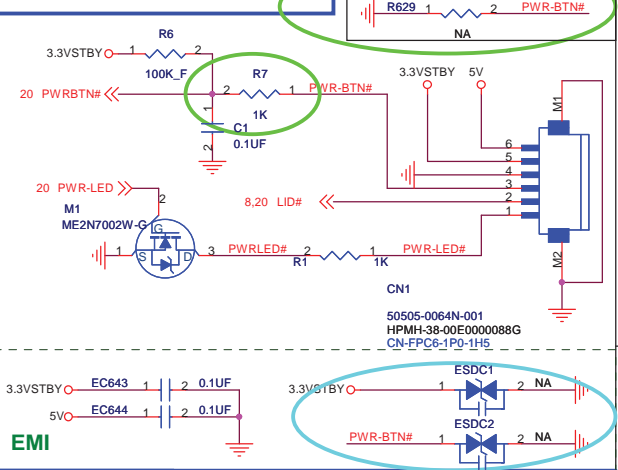 R629 1 PWR-BTN#
NA
R6
3.3VSTBY 1 2
100K_F
R7
20 PWRBTN# 2 1 PWR-BTN#
1K
1
C1
0.1UF
2
3.3VSTBY 5V
M1
6
5
4
3
2
1
8,20 LID#
M2
20 PWR-LED
2
M1
ME2N7002W-G
G
S D
1 3 PWRLED# 2 1 PWR-LED#
R1 1K
CN1
50505-0064N-001
HPMH-38-00E0000088G
CN-FPC6-1P0-1H5
3.3VSTBY EC643 1 2 0.1UF
5V EC644 1 2 0.1UF
EMI
ESDC1
3.3VSTBY 1 2 NA
ESDC2
PWR-BTN# 1 2 NA